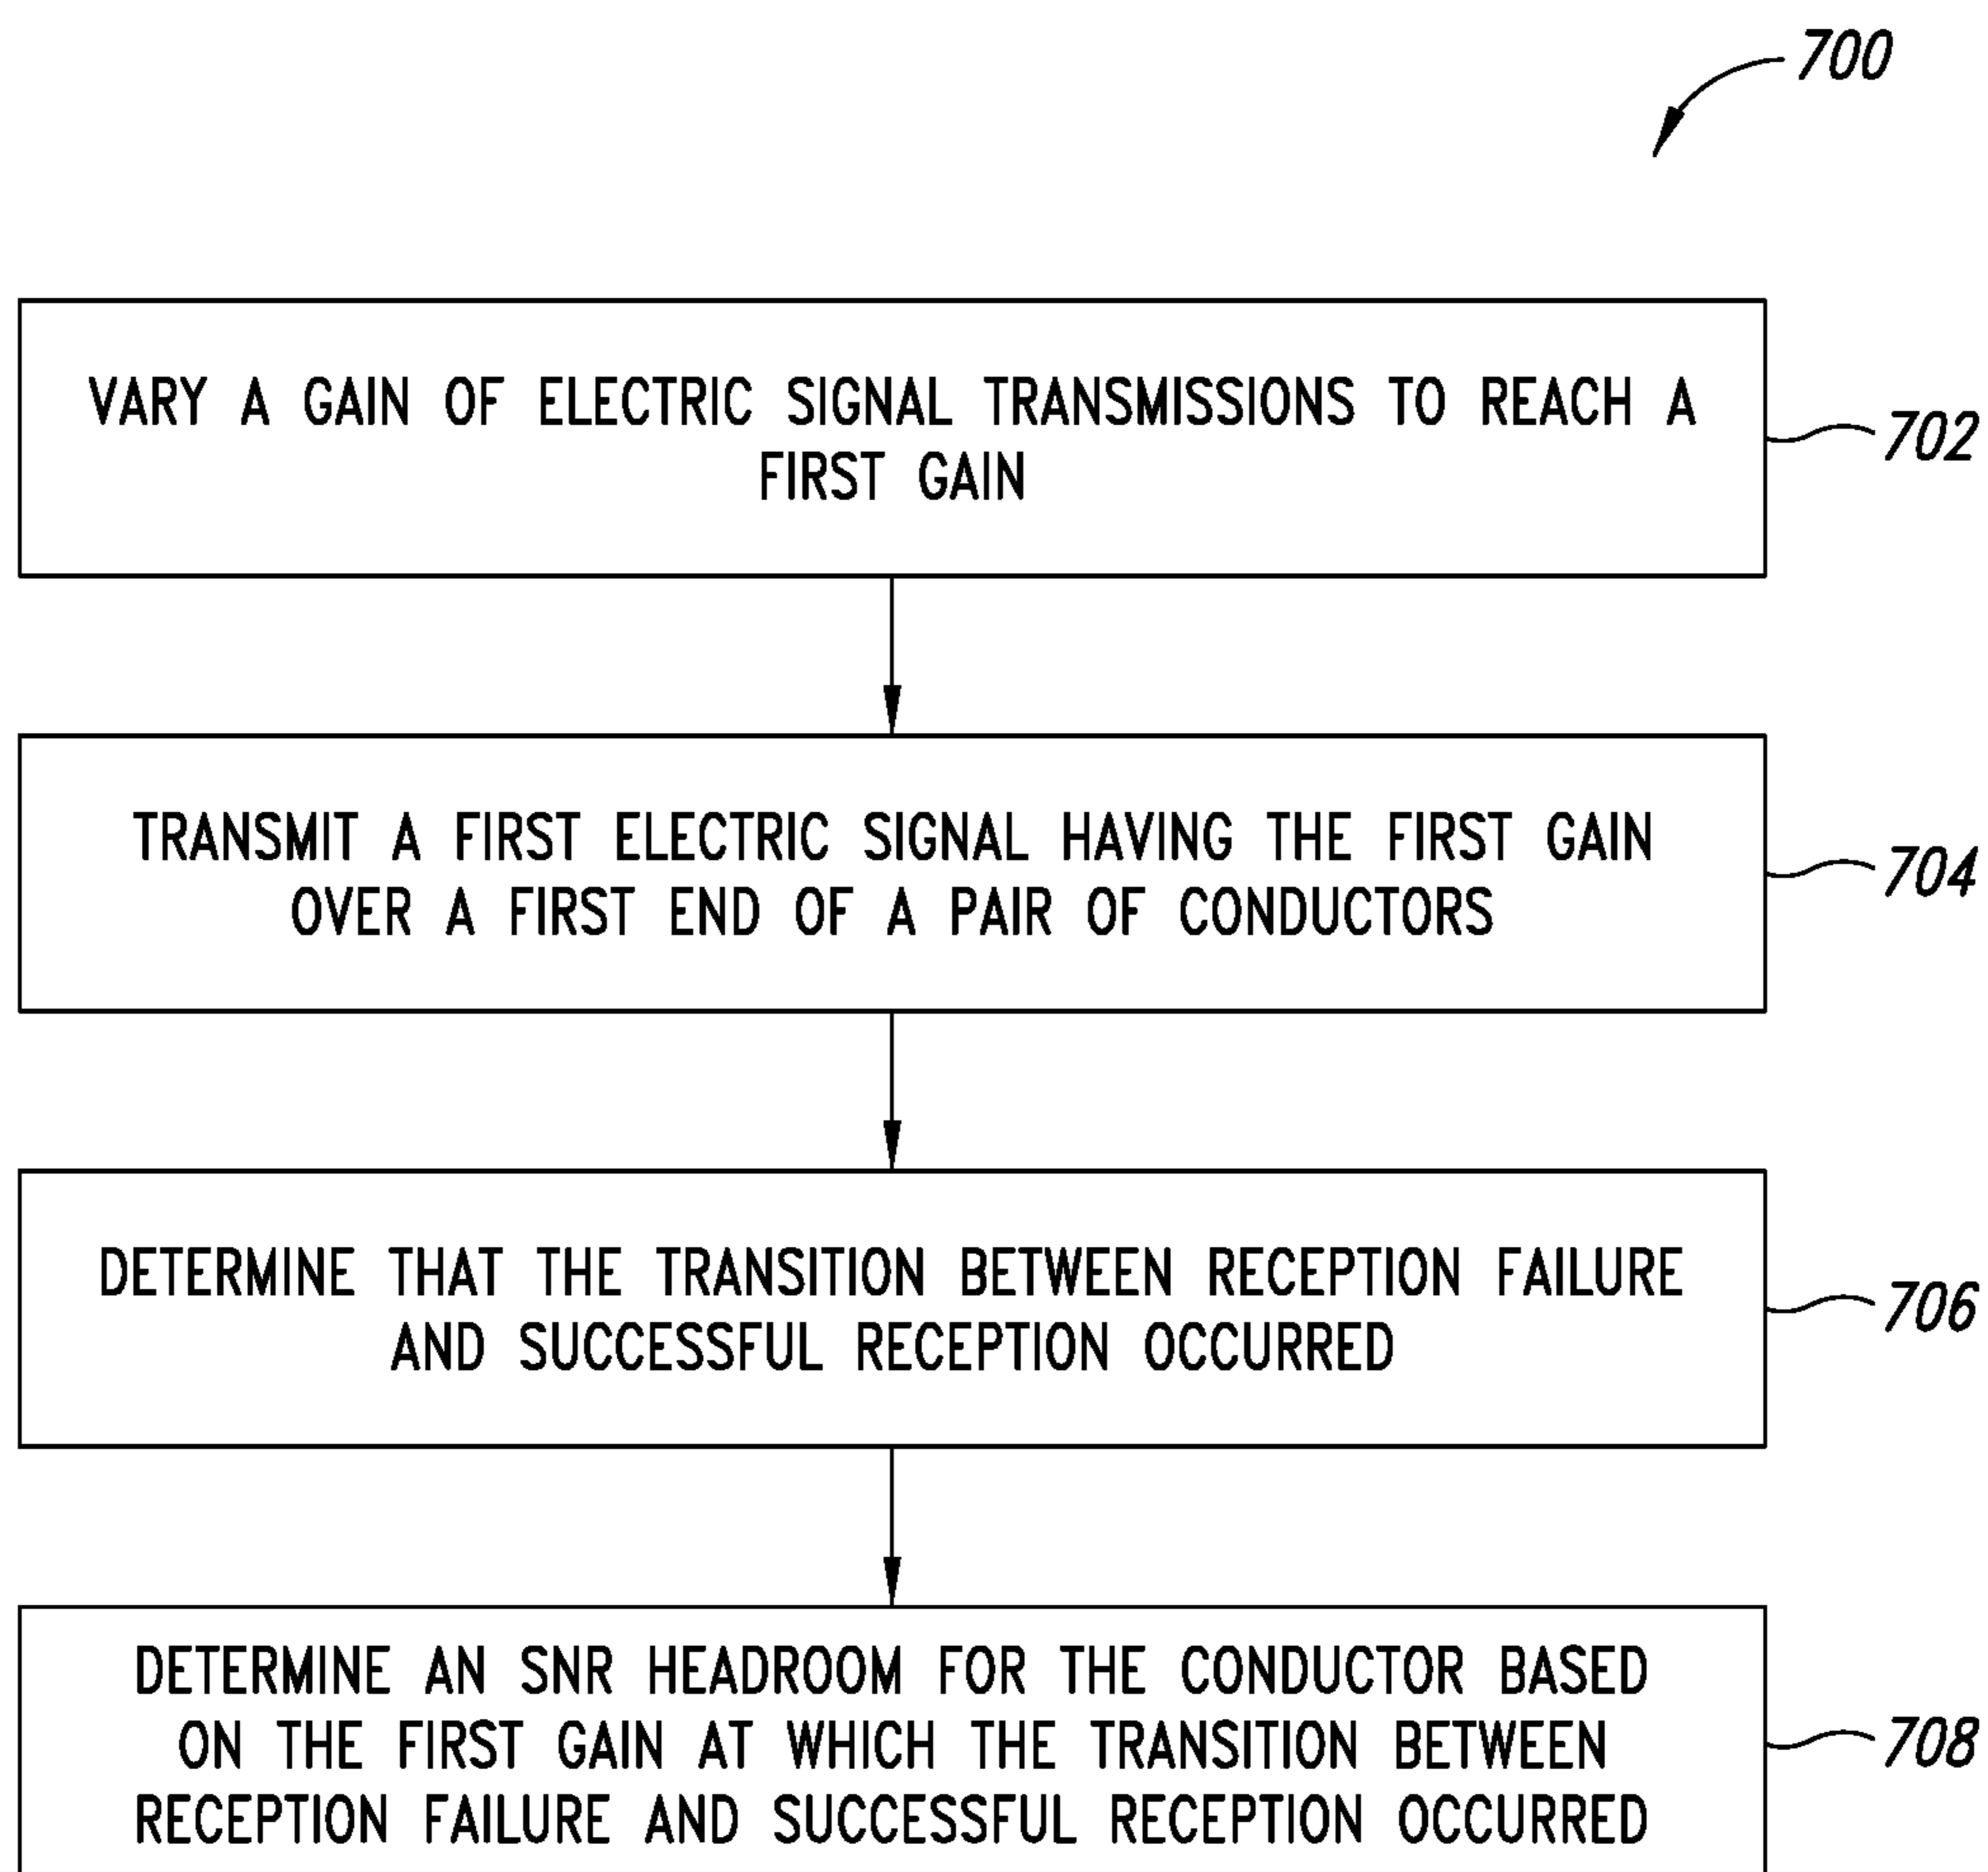 700
VARY A GAIN OF ELECTRIC SIGNAL TRANSMISSIONS TO REACH A
FIRST GAIN
702
TRANSMIT A FIRST ELECTRIC SIGNAL HAVING THE FIRST GAIN
OVER A FIRST END OF A PAIR OF CONDUCTORS
704
DETERMINE THAT THE TRANSITION BETWEEN RECEPTION FAILURE
AND SUCCESSFUL RECEPTION OCCURRED
706
DETERMINE AN SNR HEADROOM FOR THE CONDUCTOR BASED
ON THE FIRST GAIN AT WHICH THE TRANSITION BETWEEN
RECEPTION FAILURE AND SUCCESSFUL RECEPTION OCCURRED
708